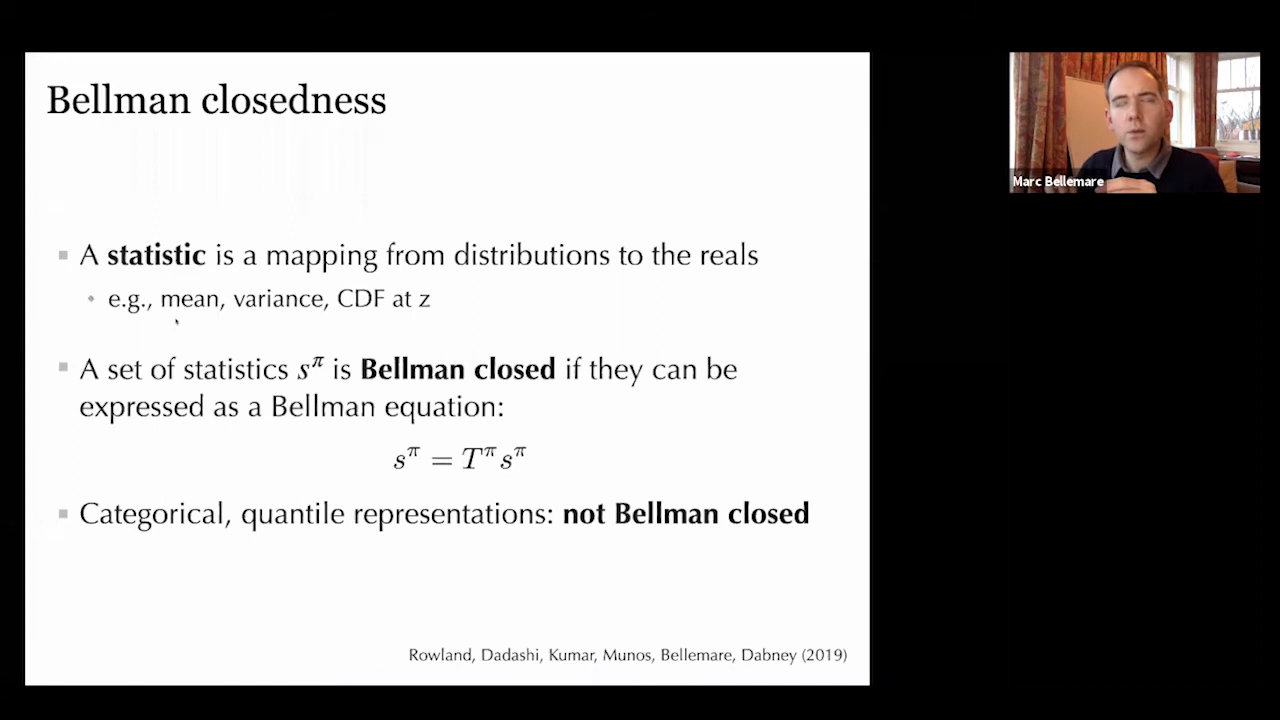 Bellman closedness
A statistic is a mapping from distributions to the reals
e.g., mean, variance, CDF at z
A set of statistics s^π is Bellman closed if they can be
expressed as a Bellman equation:
s^π = T^π s^π
Categorical, quantile representations: not Bellman closed
Rowland, Dadashi, Kumar, Munos, Bellemare, Dabney (2019)
Marc Bellemare